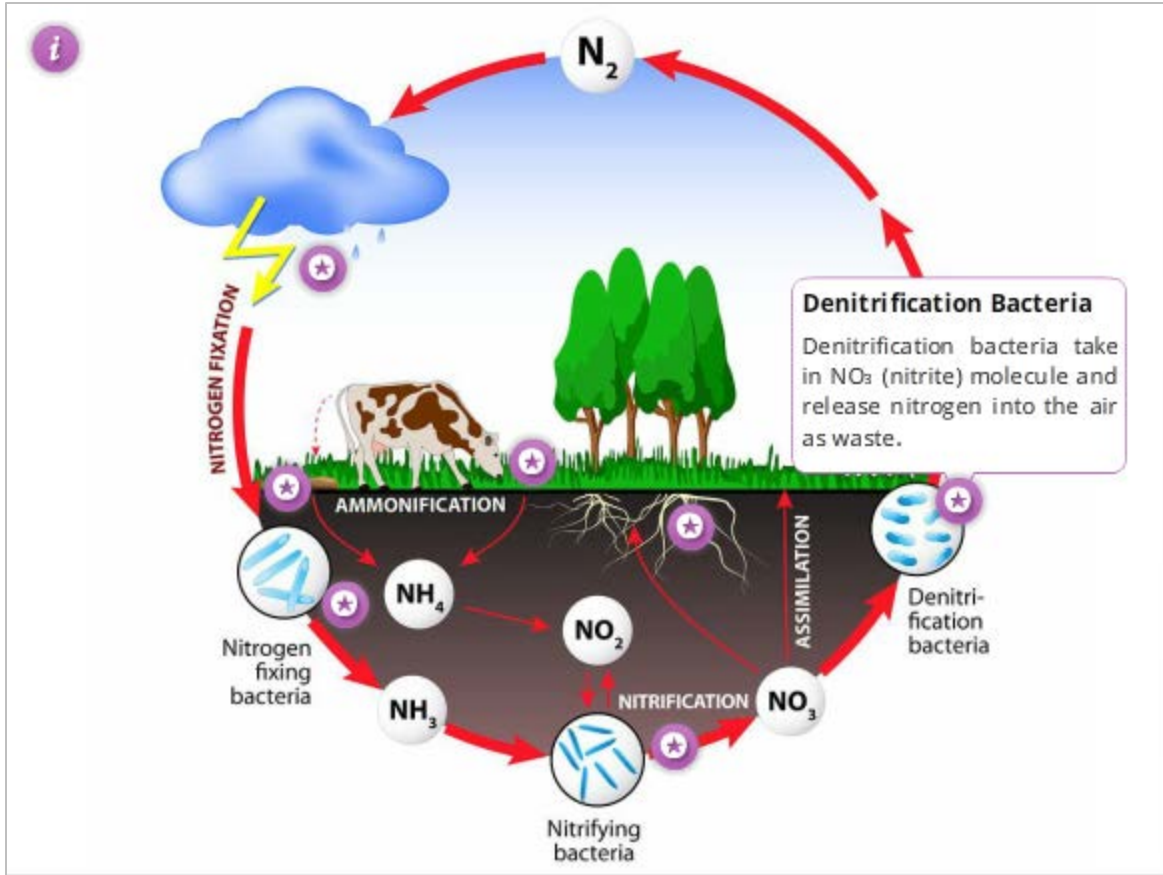 i
N₂
NITROGEN FIXATION
Denitrification Bacteria
Denitrification bacteria take
in NO₃ (nitrite) molecule and
release nitrogen into the air
as waste.
AMMONIFICATION
NH₄
NO₂
ASSIMILATION
Denitri-
fication
bacteria
Nitrogen
fixing
bacteria
NH₃
NITRIFICATION
NO₃
Nitrifying
bacteria